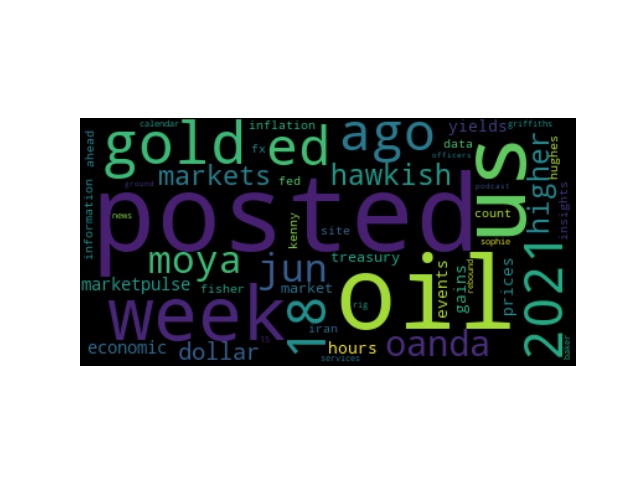 calendar
inflation
griffiths
gold
ed
ago
yields
fx
data
officers
us
higher
hughes
ahead
information
markets
fed
hawkish
ground
podcast
insights
posted
news
count
kenny
site
sophie
moya
jun
treasury
oil
events
rebound
gains
prices
2021
marketpulse
fisher
market
week
18
iran
rig
economic
dollar
15
hours
oanda
services
baker